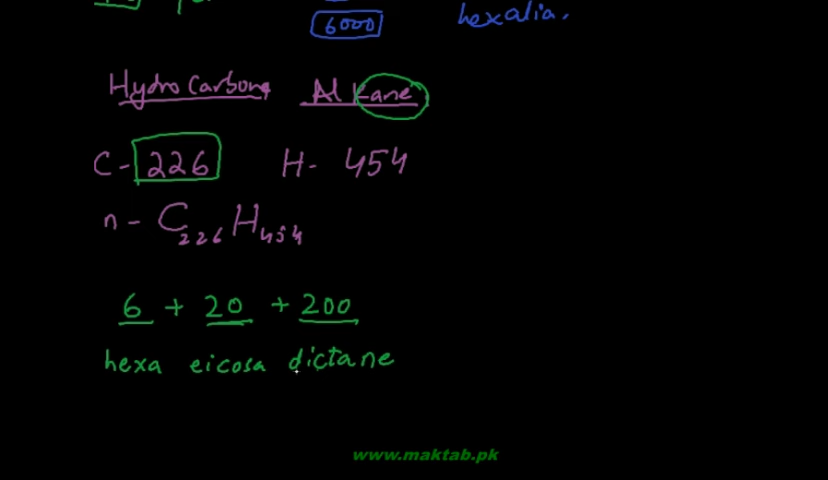 6000 hexalia.
Hydro Carbons Alkane
C - 226 H - 454
n - C226H454
6 + 20 + 200
hexa eicosa dictane
www.maktab.pk